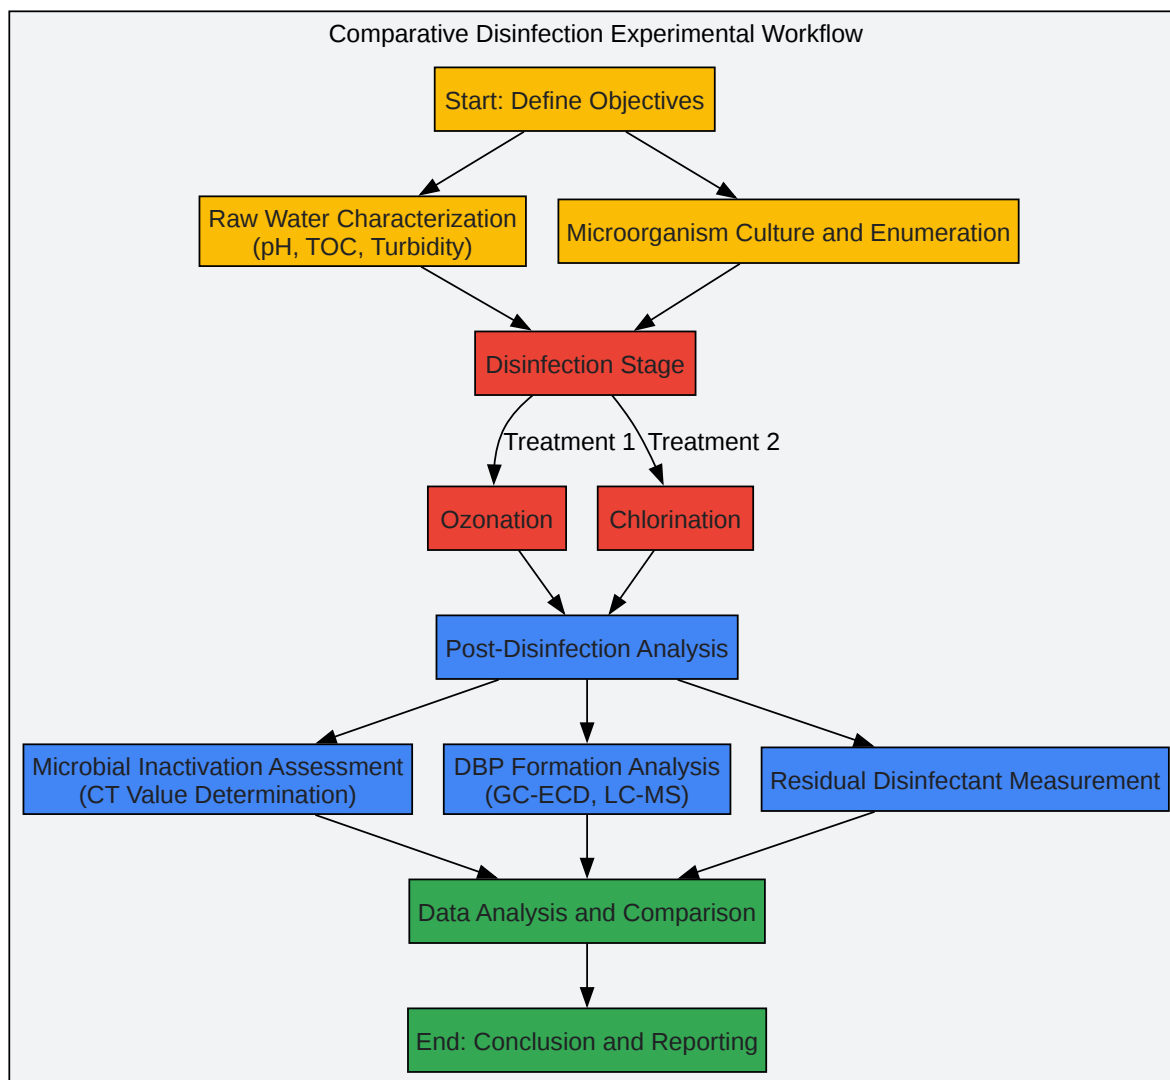 Comparative Disinfection Experimental Workflow
Start: Define Objectives
Raw Water Characterization
(pH, TOC, Turbidity)
Microorganism Culture and Enumeration
Disinfection Stage
Treatment 1
Treatment 2
Ozonation
Chlorination
Post-Disinfection Analysis
Microbial Inactivation Assessment
(CT Value Determination)
DBP Formation Analysis
(GC-ECD, LC-MS)
Residual Disinfectant Measurement
Data Analysis and Comparison
End: Conclusion and Reporting